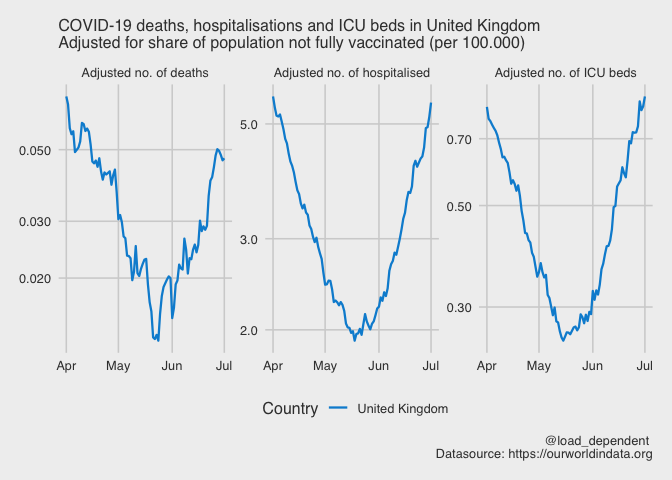 COVID-19 deaths, hospitalisations and ICU beds in United Kingdom
Adjusted for share of population not fully vaccinated (per 100.000)
Adjusted no. of deaths
Adjusted no. of hospitalised
Adjusted no. of ICU beds
0.050
0.030
0.020
5.0
3.0
2.0
0.70
0.50
0.30
Apr May Jun Jul
Apr May Jun Jul
Apr May Jun Jul
Country United Kingdom
@load_dependent
Datasource: https://ourworldindata.org